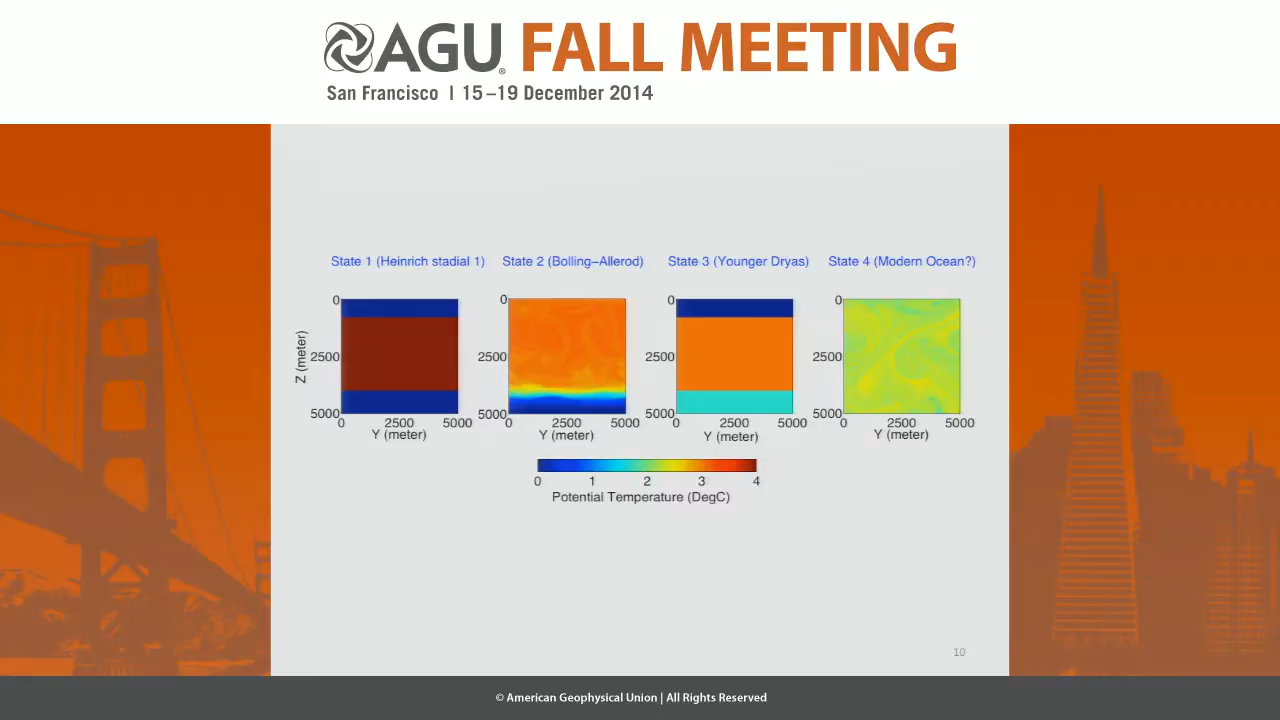 AGU® FALL MEETING
San Francisco | 15–19 December 2014
State 1 (Heinrich stadial 1) State 2 (Bolling–Allerod) State 3 (Younger Dryas) State 4 (Modern Ocean?)
0 0 0 0
Z (meter)
2500 2500 2500 2500
5000 5000 5000 5000
0 2500 5000 0 2500 5000 0 2500 5000 0 2500 5000
Y (meter) Y (meter) Y (meter) Y (meter)
0 1 2 3 4
Potential Temperature (DegC)
10
© American Geophysical Union | All Rights Reserved